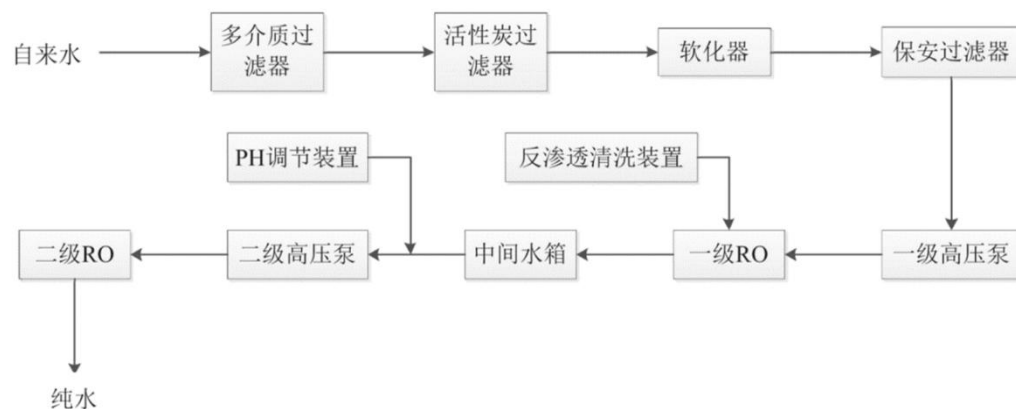 自来水
多介质过
滤器
活性炭过
滤器
软化器
保安过滤器
PH调节装置
反渗透清洗装置
二级RO
二级高压泵
中间水箱
一级RO
一级高压泵
纯水